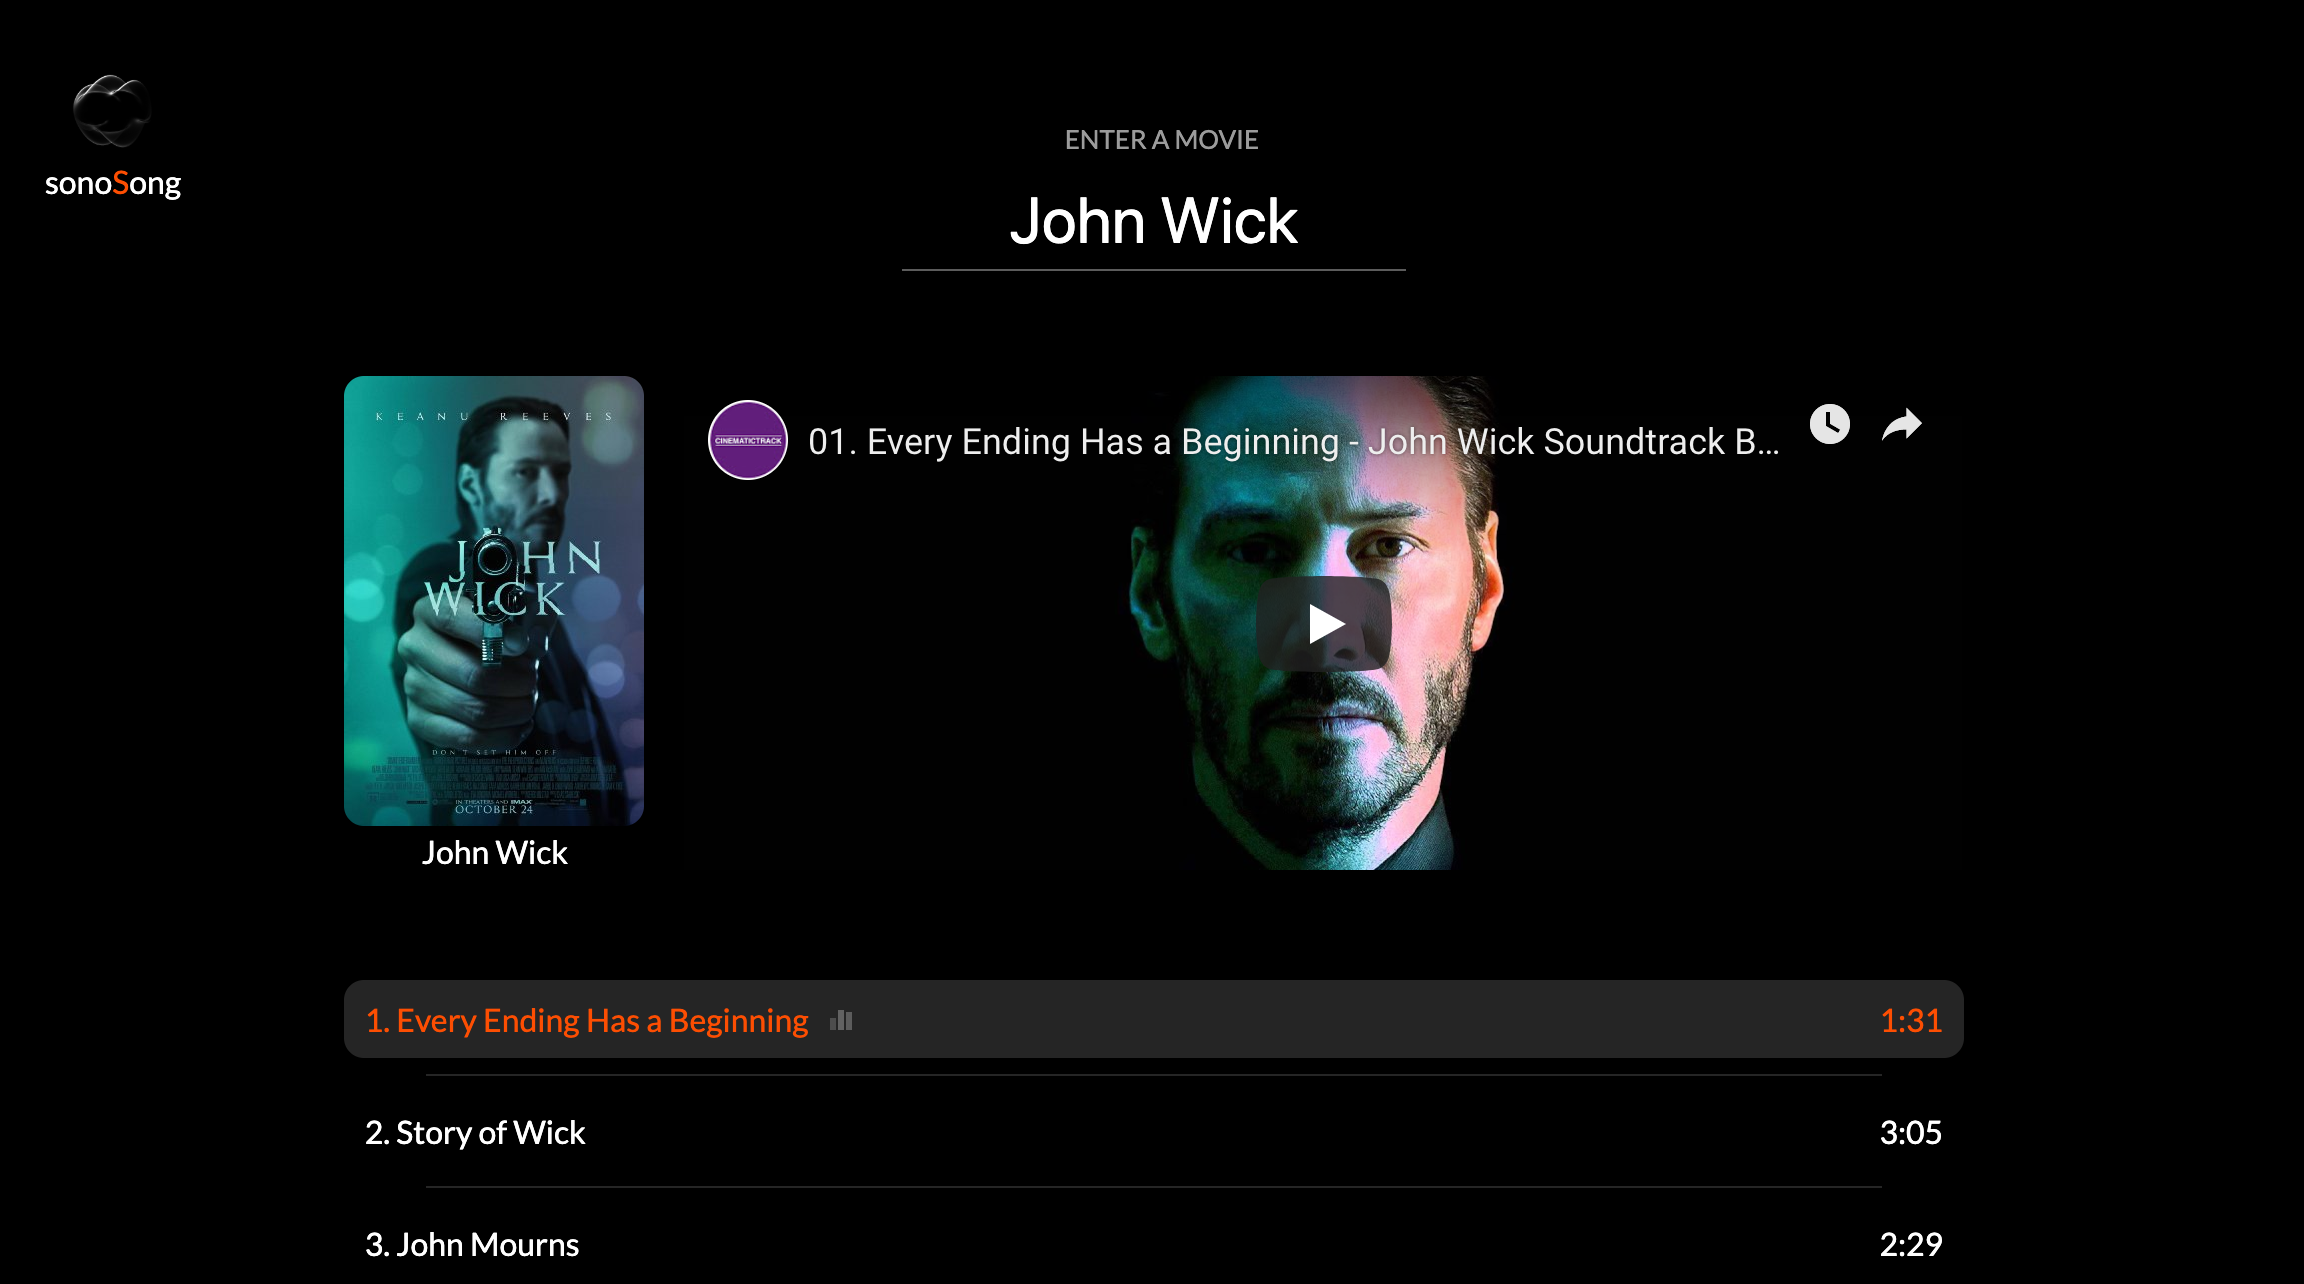 sonoSong
ENTER A MOVIE
John Wick
KEANU REEVES
JOHN
WICK
DON'T SET HIM OFF
IN THEATERS AND IMAX
OCTOBER 24
John Wick
CINEMATICTRACK
01. Every Ending Has a Beginning - John Wick Soundtrack B...
1. Every Ending Has a Beginning
1:31
2. Story of Wick
3:05
3. John Mourns
2:29